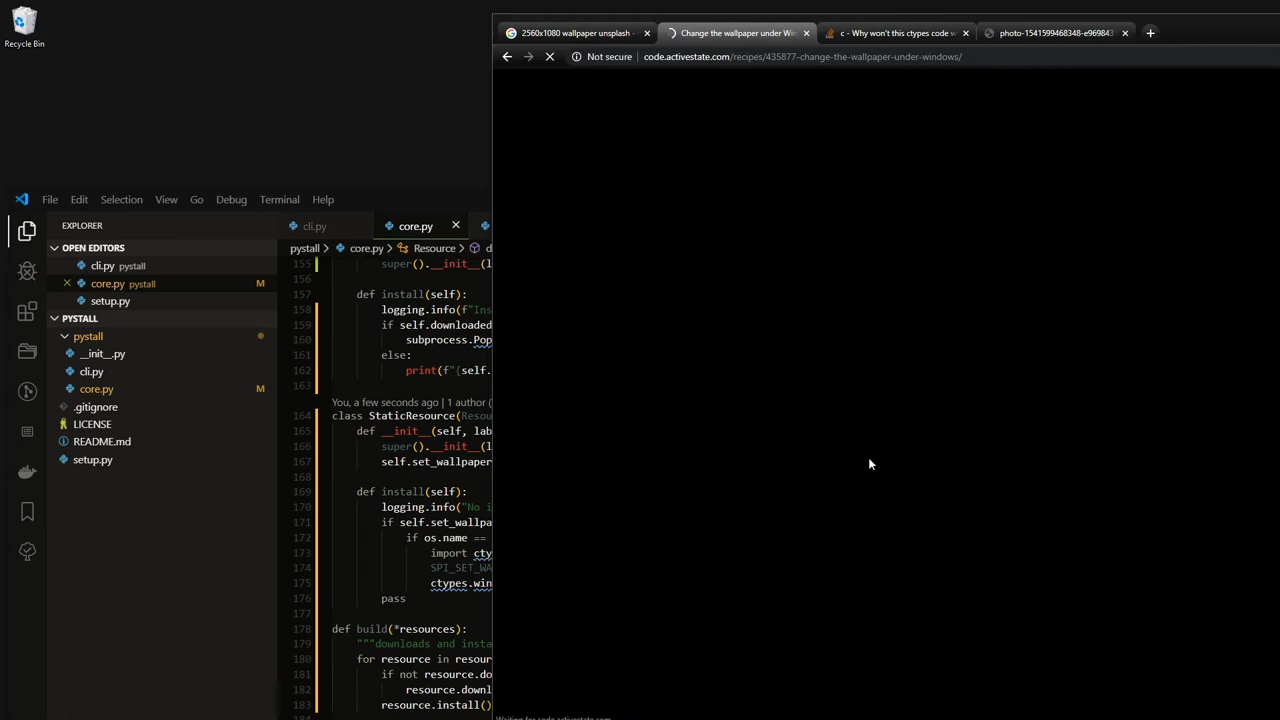 Recycle Bin
2560x1080 wallpaper unsplash -
Change the wallpaper under Win
c - Why won't this ctypes code w
photo-1541599468348-e96984
Not secure
code.activestate.com/recipes/435877-change-the-wallpaper-under-windows/
File Edit Selection View Go Debug Terminal Help
EXPLORER
OPEN EDITORS
cli.py pystall
core.py pystall M
setup.py
PYSTALL
pystall
__init__.py
cli.py
core.py M
.gitignore
LICENSE
README.md
setup.py
cli.py core.py
pystall > core.py > Resource > d
155 super().__init__(l
156
157 def install(self):
158 logging.info(f"Ins
159 if self.downloaded
160 subprocess.Pop
161 else:
162 print(f"{self.
163
You, a few seconds ago | 1 author (
164 class StaticResource(Resou
165 def __init__(self, lab
166 super().__init__(l
167 self.set_wallpaper
168
169 def install(self):
170 logging.info("No i
171 if self.set_wallpa
172 if os.name ==
173 import cty
174 SPI_SET_WA
175 ctypes.win
176 pass
177
178 def build(*resources):
179 """downloads and insta
180 for resource in resour
181 if not resource.do
182 resource.downl
183 resource.install()
Waiting for code.activestate.com